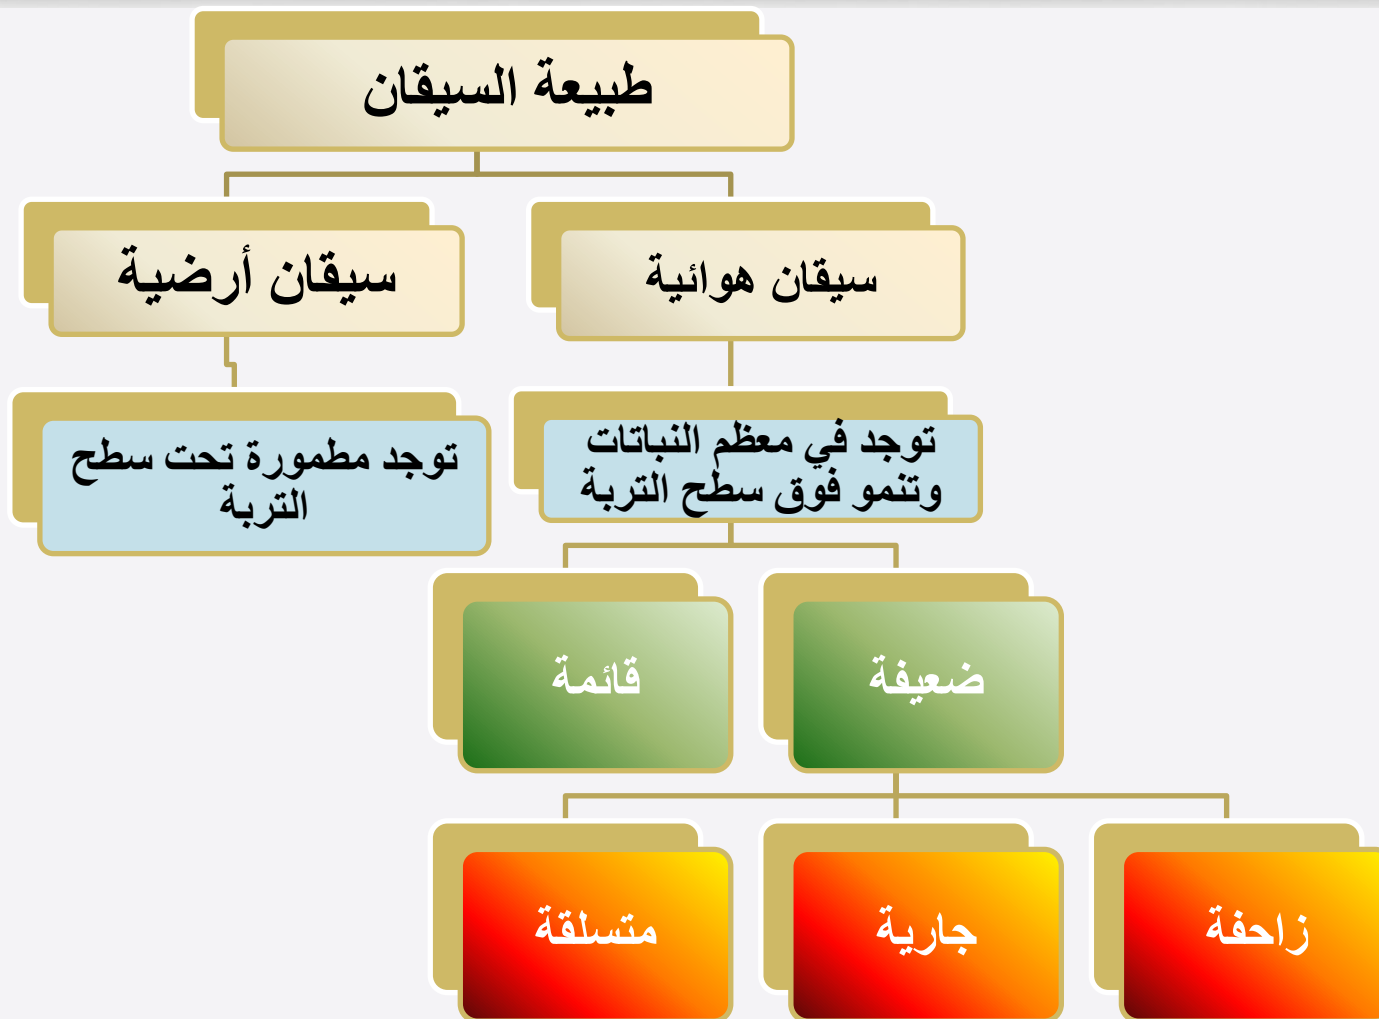 طبيعة السيقان
سيقان هوائية
سيقان أرضية
توجد في معظم النباتات
وتنمو فوق سطح التربة
توجد مطمورة تحت سطح
التربة
ضعيفة
قائمة
زاحفة
جارية
متسلقة